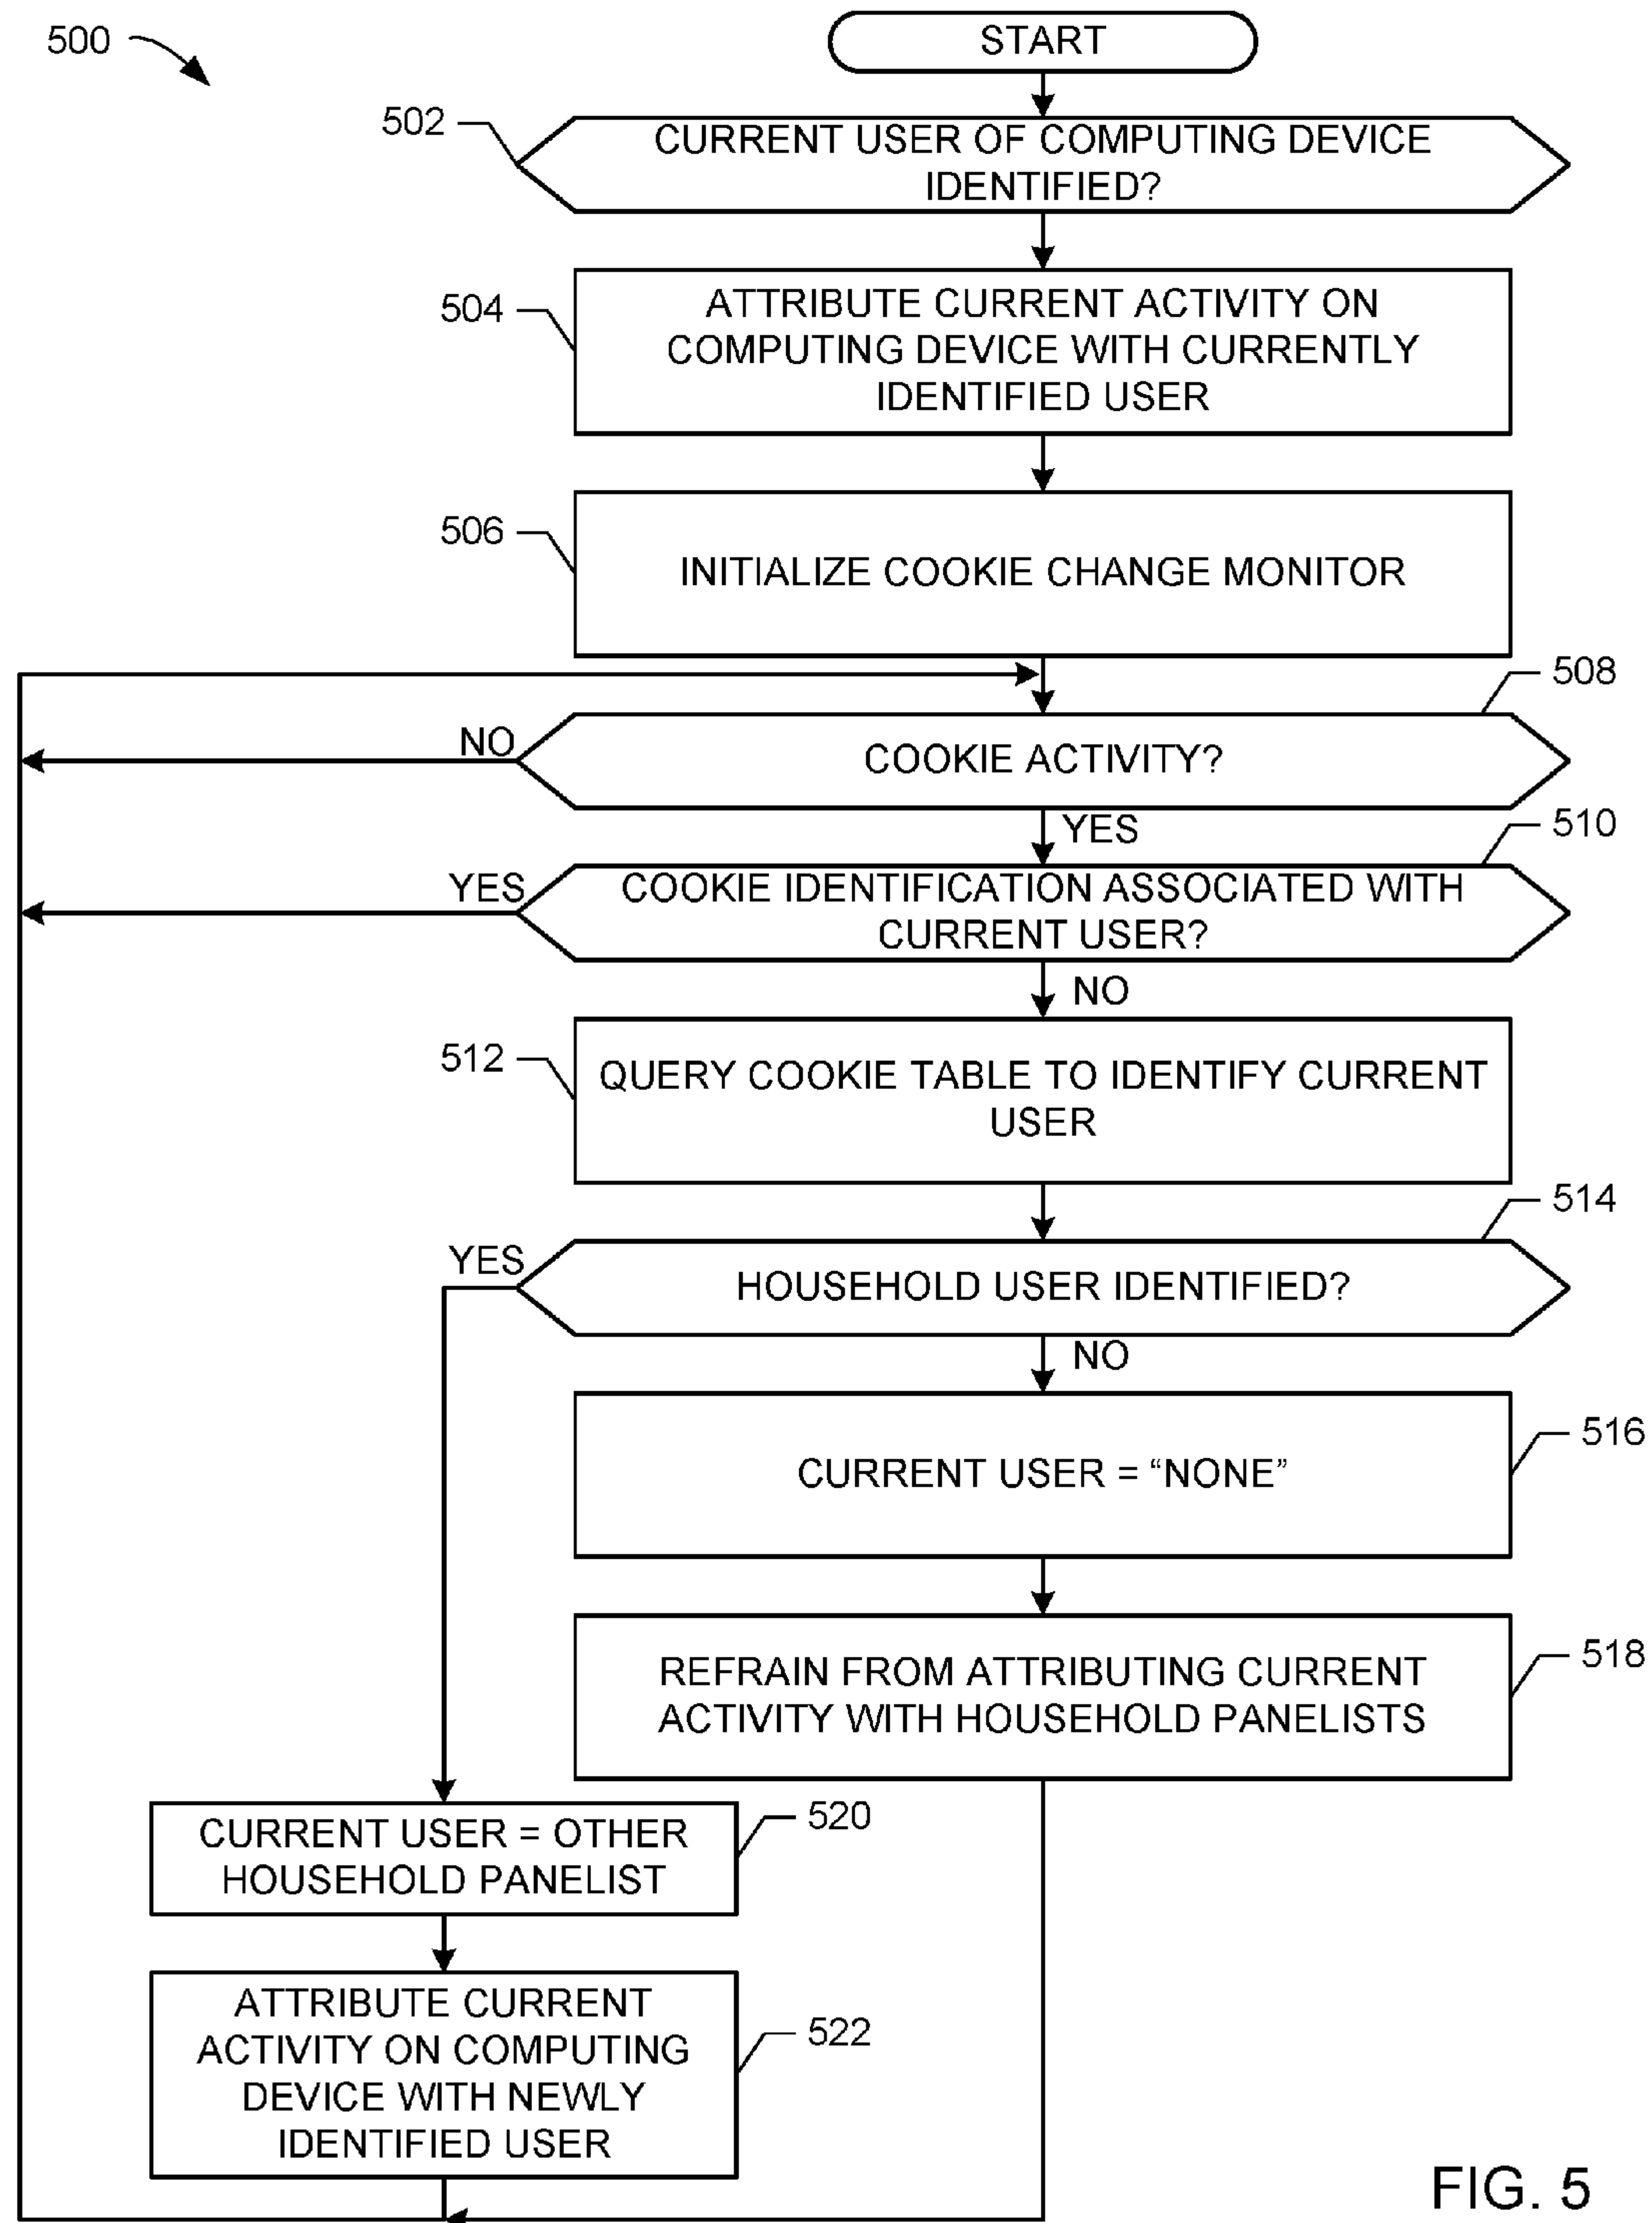 500
START
502
CURRENT USER OF COMPUTING DEVICE
IDENTIFIED?
504
ATTRIBUTE CURRENT ACTIVITY ON
COMPUTING DEVICE WITH CURRENTLY
IDENTIFIED USER
506
INITIALIZE COOKIE CHANGE MONITOR
508
NO
COOKIE ACTIVITY?
YES
510
YES
COOKIE IDENTIFICATION ASSOCIATED WITH
CURRENT USER?
NO
512
QUERY COOKIE TABLE TO IDENTIFY CURRENT
USER
514
YES
HOUSEHOLD USER IDENTIFIED?
NO
516
CURRENT USER = “NONE”
518
REFRAIN FROM ATTRIBUTING CURRENT
ACTIVITY WITH HOUSEHOLD PANELISTS
520
CURRENT USER = OTHER
HOUSEHOLD PANELIST
522
ATTRIBUTE CURRENT
ACTIVITY ON COMPUTING
DEVICE WITH NEWLY
IDENTIFIED USER
FIG. 5